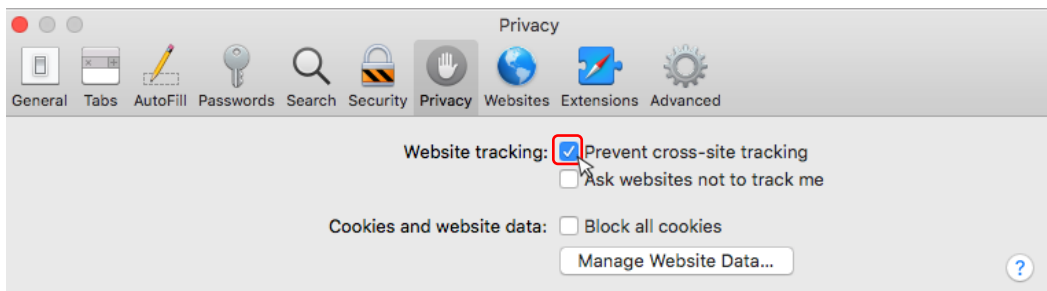 Privacy
General Tabs AutoFill Passwords Search Security Privacy Websites Extensions Advanced
Website tracking: Prevent cross-site tracking
Ask websites not to track me
Cookies and website data: Block all cookies
Manage Website Data...
?